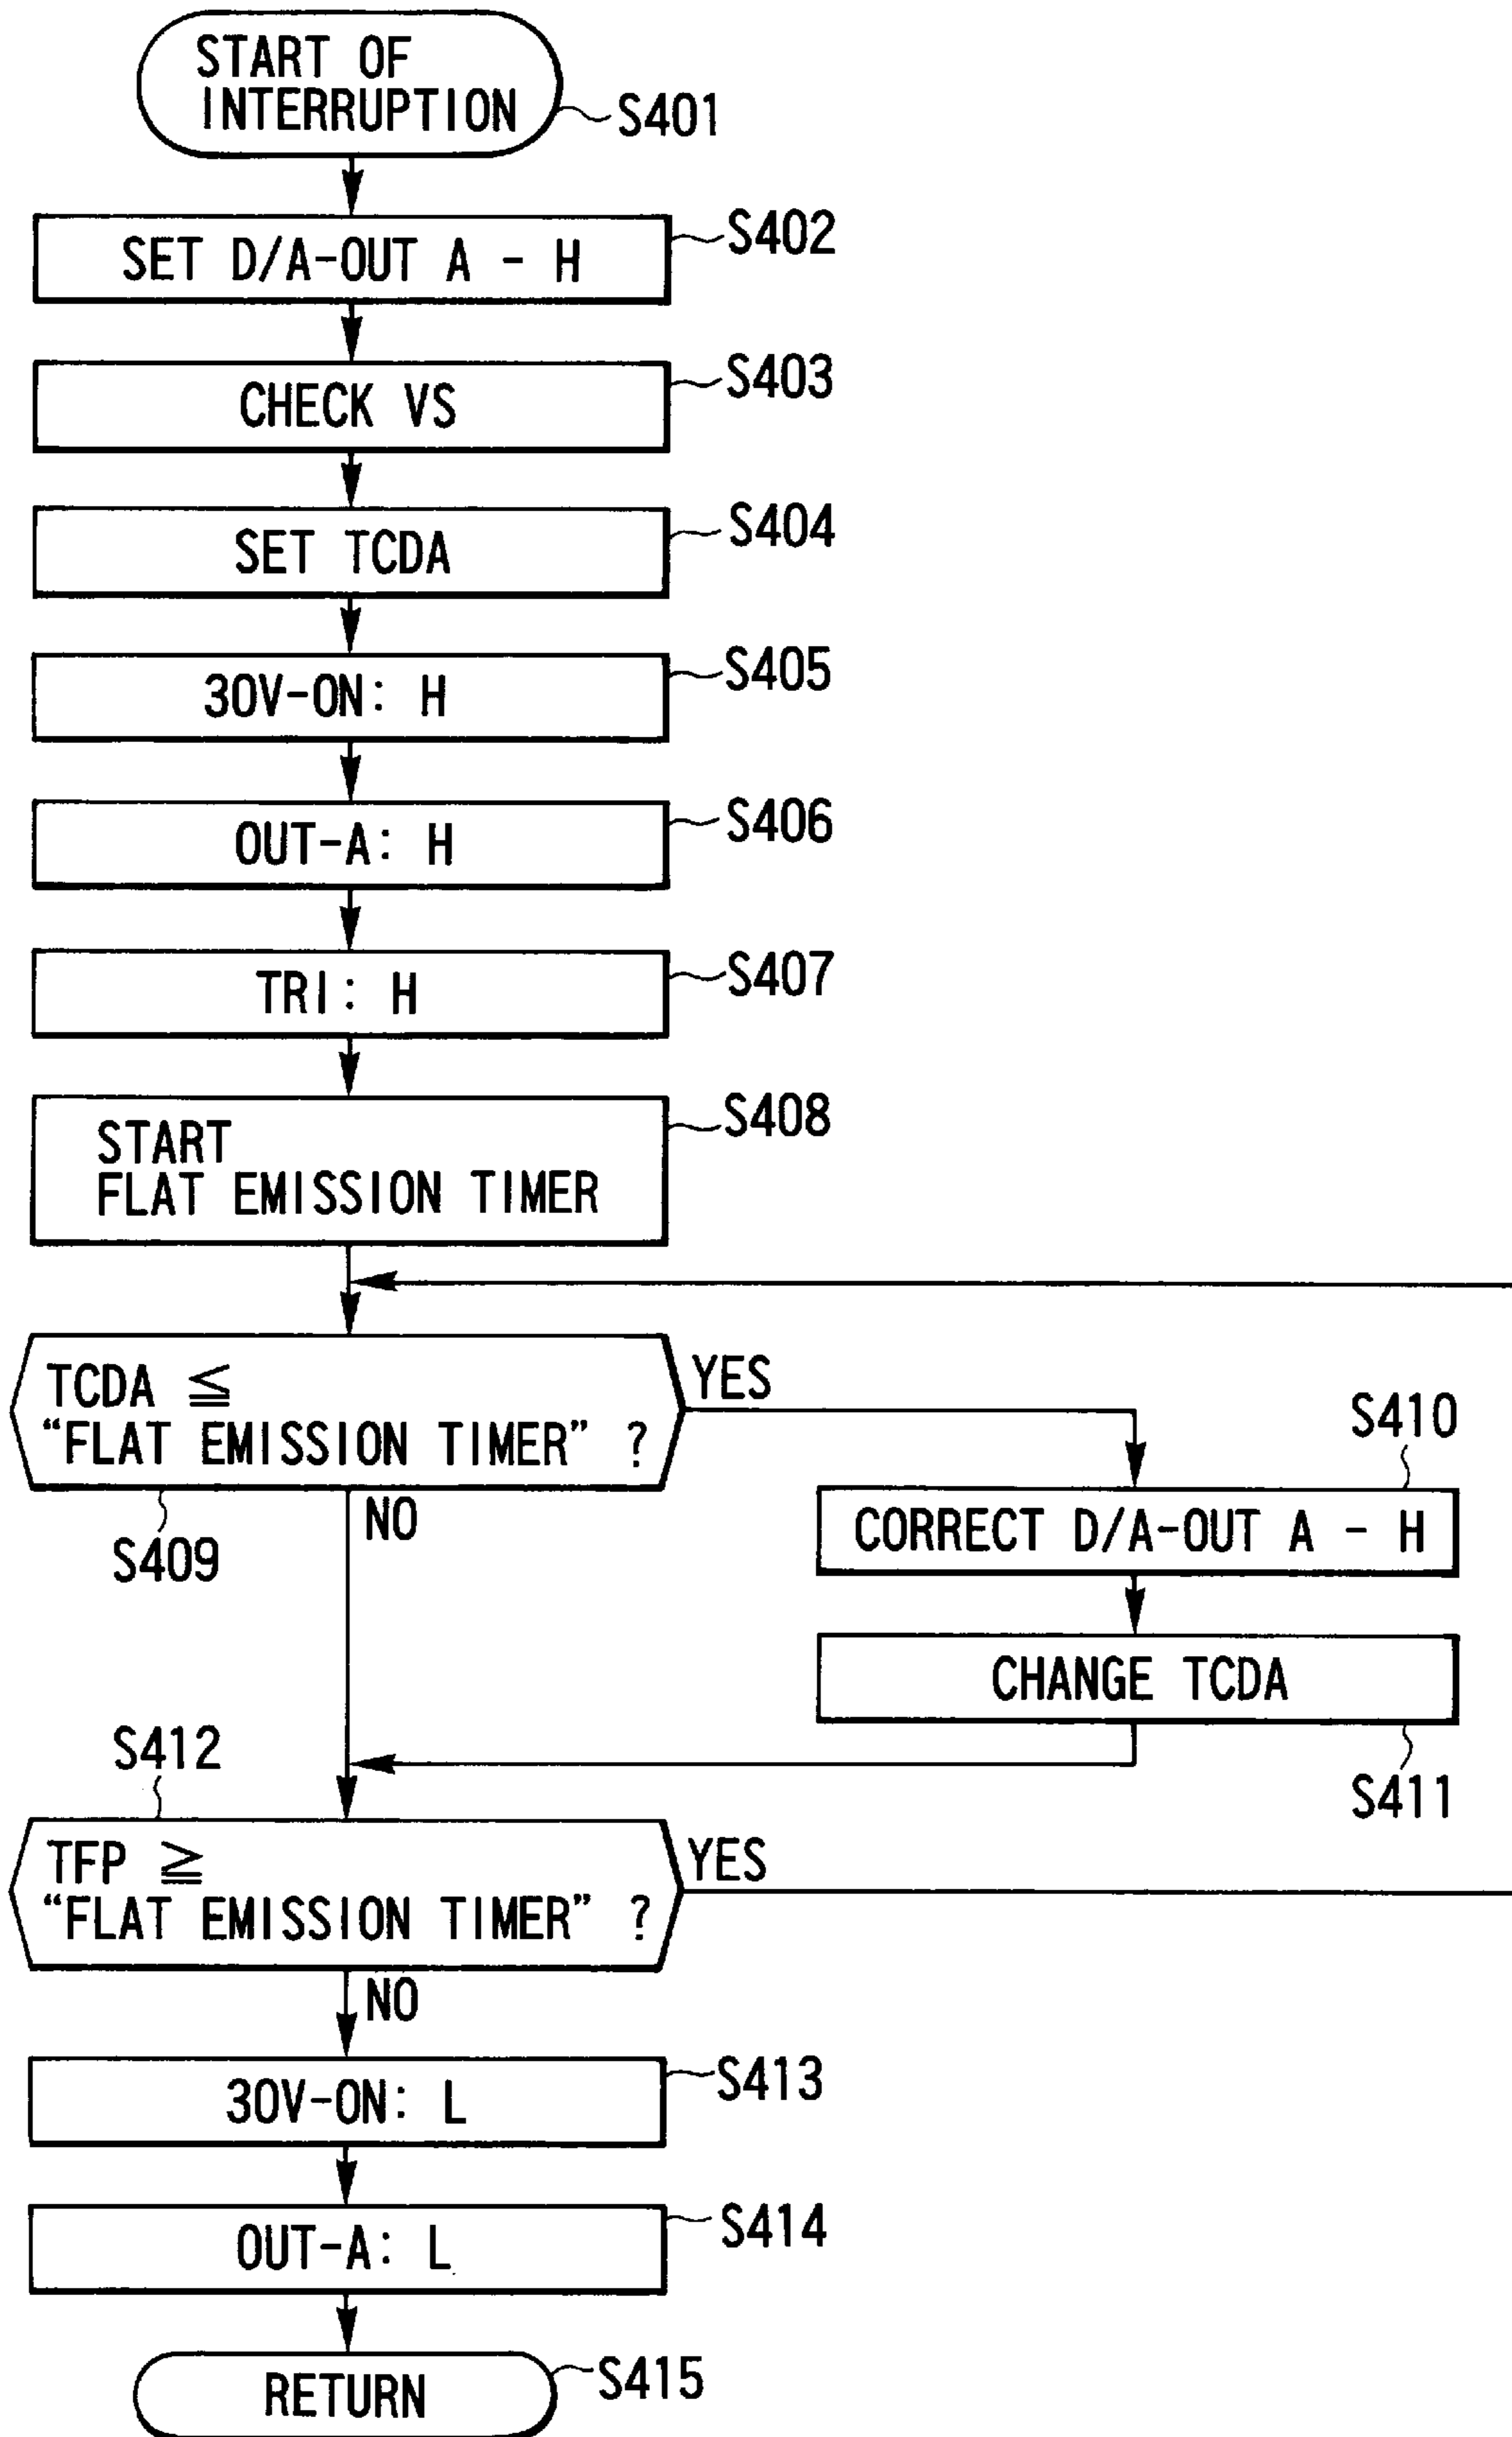 START OF
INTERRUPTION
S401
SET D/A-OUT A - H
S402
CHECK VS
S403
SET TCDA
S404
30V-ON: H
S405
OUT-A: H
S406
TRI: H
S407
START
FLAT EMISSION TIMER
S408
TCDA ≦
“FLAT EMISSION TIMER” ?
YES
NO
S409
S410
CORRECT D/A-OUT A - H
CHANGE TCDA
S411
S412
TFP ≧
“FLAT EMISSION TIMER” ?
YES
NO
30V-ON: L
S413
OUT-A: L
S414
RETURN
S415